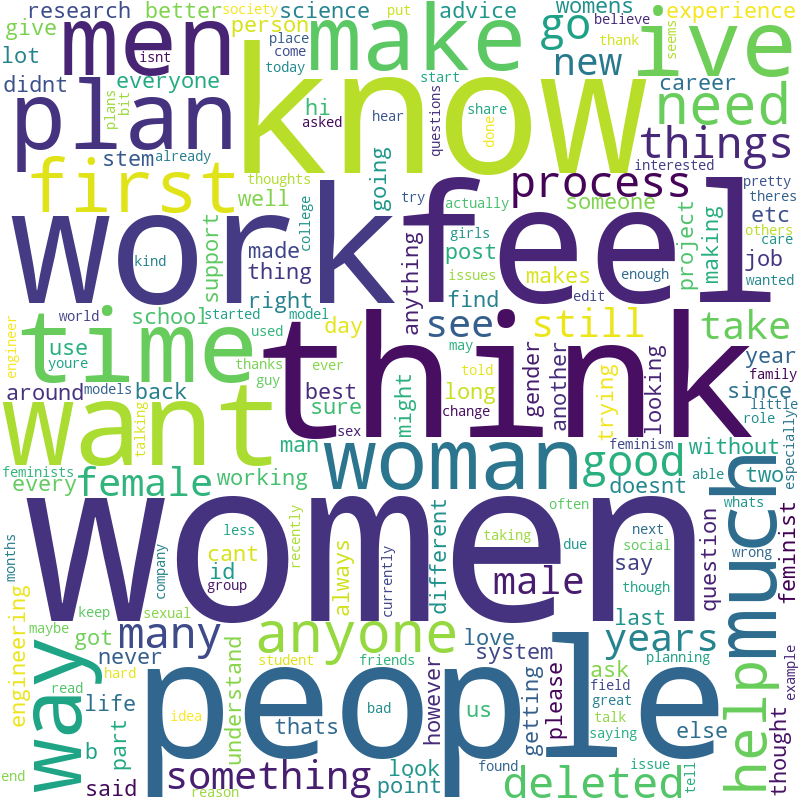 research
better
society
science
put
advice
womens
believe
experience
give
men
person
make
go
ive
lot
isnt
place
come
today
thank
new
seems
didnt
everyone
know
start
career
plan
plans
bit
hi
asked
hear
share
questions
done
need
things
stem
already
going
interested
first
thoughts
well
work
feel
try
actually
process
someone
pretty
theres
etc
others
care
kind
made
thing
support
college
anything
girls
post
issues
makes
enough
project
making
job
wanted
right
find
edit
school
started
used
model
time
day
see
still
take
world
use
youre
engineer
thanks
guy
ever
think
may
told
year
family
around
models
back
best
sure
might
long
change
gender
another
trying
looking
since
little
role
want
talking
man
sex
woman
feminism
good
without
especially
feminists
every
female
working
doesnt
able
two
much
whats
women
less
recently
often
taking
due
next
social
say
wrong
months
company
cant
id
group
always
currently
different
male
though
question
feminist
engineering
maybe
keep
got
sexual
many
anyone
last
years
never
understand
student
friends
love
system
please
planning
way
hard
read
people
however
getting
ask
field
great
talk
saying
help
thought
example
life
b
part
idea
thats
bad
us
else
end
said
something
reason
look
point
found
deleted
issue
tell